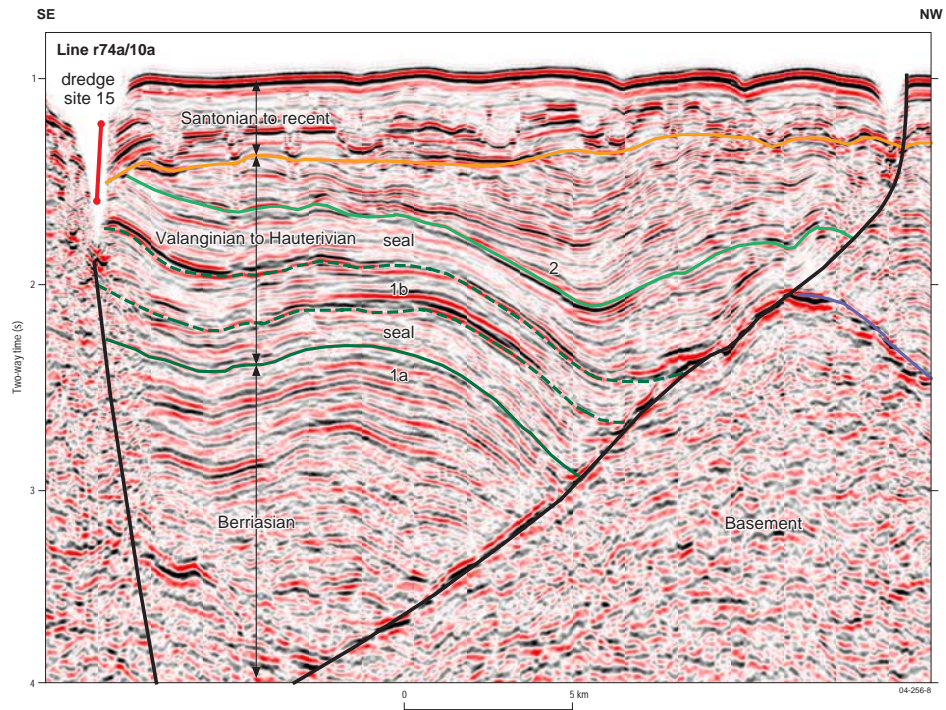 SE
NW
Line r74a/10a
dredge
site 15
1
Santonian to recent
Valanginian to Hauterivian
seal
2
2
1b
seal
1a
Two-way time (s)
3
Berriasian
Basement
4
04-256-8
0
5 km